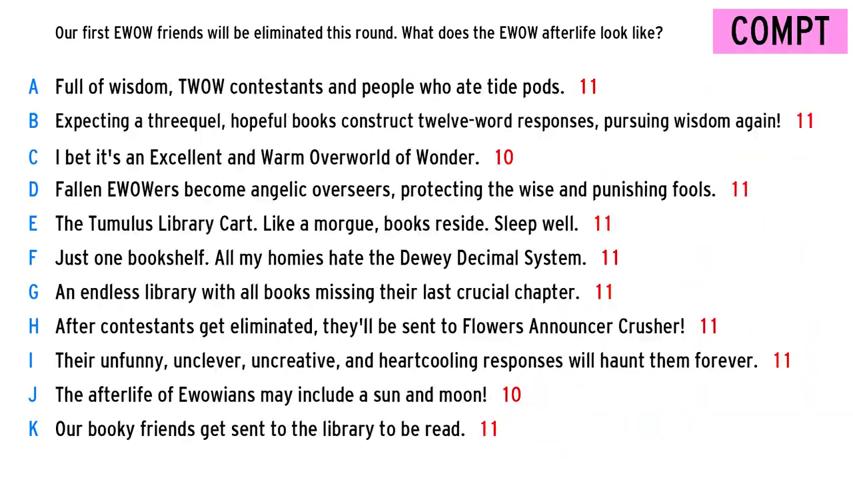 Our first EWOW friends will be eliminated this round. What does the EWOW afterlife look like?
COMPT
A Full of wisdom, TWOW contestants and people who ate tide pods. 11
B Expecting a threequel, hopeful books construct twelve-word responses, pursuing wisdom again! 11
C I bet it's an Excellent and Warm Overworld of Wonder. 10
D Fallen EWOWers become angelic overseers, protecting the wise and punishing fools. 11
E The Tumulus Library Cart. Like a morgue, books reside. Sleep well. 11
F Just one bookshelf. All my homies hate the Dewey Decimal System. 11
G An endless library with all books missing their last crucial chapter. 11
H After contestants get eliminated, they'll be sent to Flowers Announcer Crusher! 11
I Their unfunny, unclever, uncreative, and heartcooling responses will haunt them forever. 11
J The afterlife of Ewowians may include a sun and moon! 10
K Our booky friends get sent to the library to be read. 11